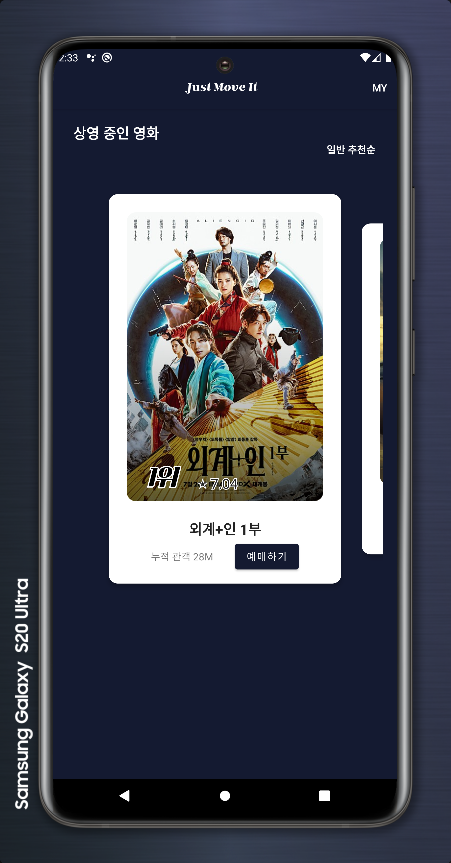 2:33
Just Move It
MY
상영 중인 영화
일반 추천순
ALIENOID
외계+인 1부
1위
☆ 7.04
외계+인 1부
누적 관객 28M
예매하기
Samsung Galaxy S20 Ultra